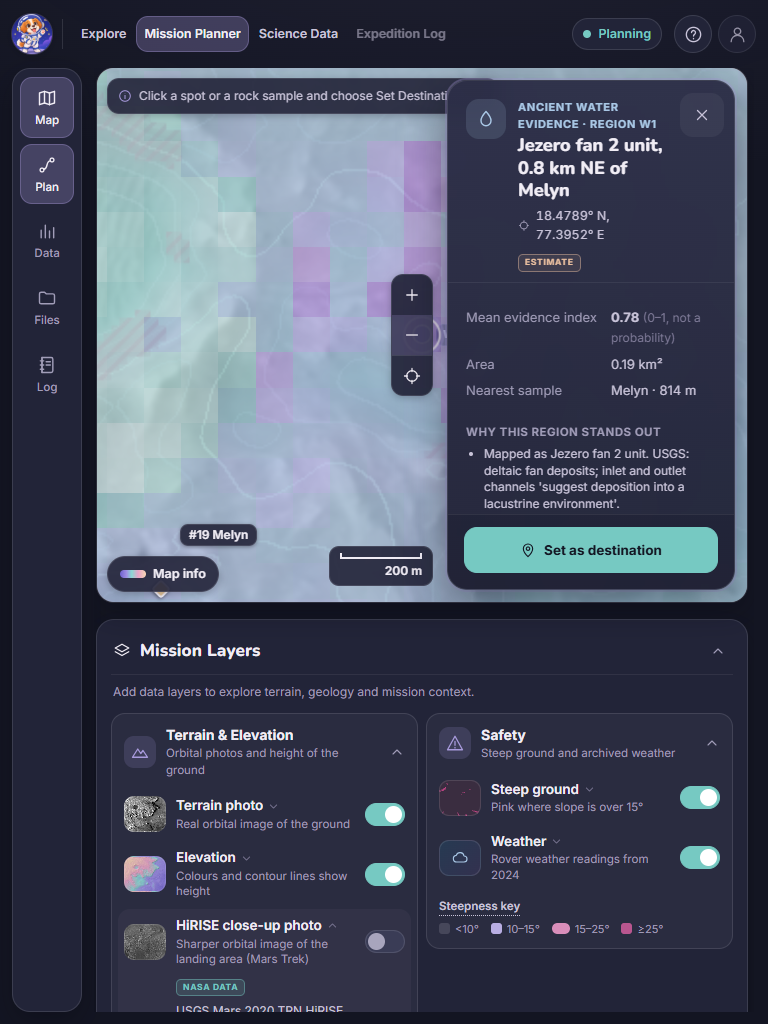 Explore
Mission Planner
Science Data
Expedition Log
Planning
Map
Plan
Data
Files
Log
Click a spot or a rock sample and choose Set Destinati
ANCIENT WATER
EVIDENCE · REGION W1
Jezero fan 2 unit,
0.8 km NE of
Melyn
18.4789° N,
77.3952° E
ESTIMATE
Mean evidence index 0.78 (0–1, not a
probability)
Area 0.19 km²
Nearest sample Melyn · 814 m
WHY THIS REGION STANDS OUT
• Mapped as Jezero fan 2 unit. USGS:
deltaic fan deposits; inlet and outlet
channels 'suggest deposition into a
lacustrine environment'.
Set as destination
#19 Melyn
Map info
200 m
Mission Layers
Add data layers to explore terrain, geology and mission context.
Terrain & Elevation
Orbital photos and height of the
ground
Terrain photo
Real orbital image of the ground
Elevation
Colours and contour lines show
height
HiRISE close-up photo
Sharper orbital image of the
landing area (Mars Trek)
NASA DATA
USGS Mars 2020 TRN HiRISE
Safety
Steep ground and archived weather
Steep ground
Pink where slope is over 15°
Weather
Rover weather readings from
2024
Steepness key
<10° 10–15° 15–25° ≥25°